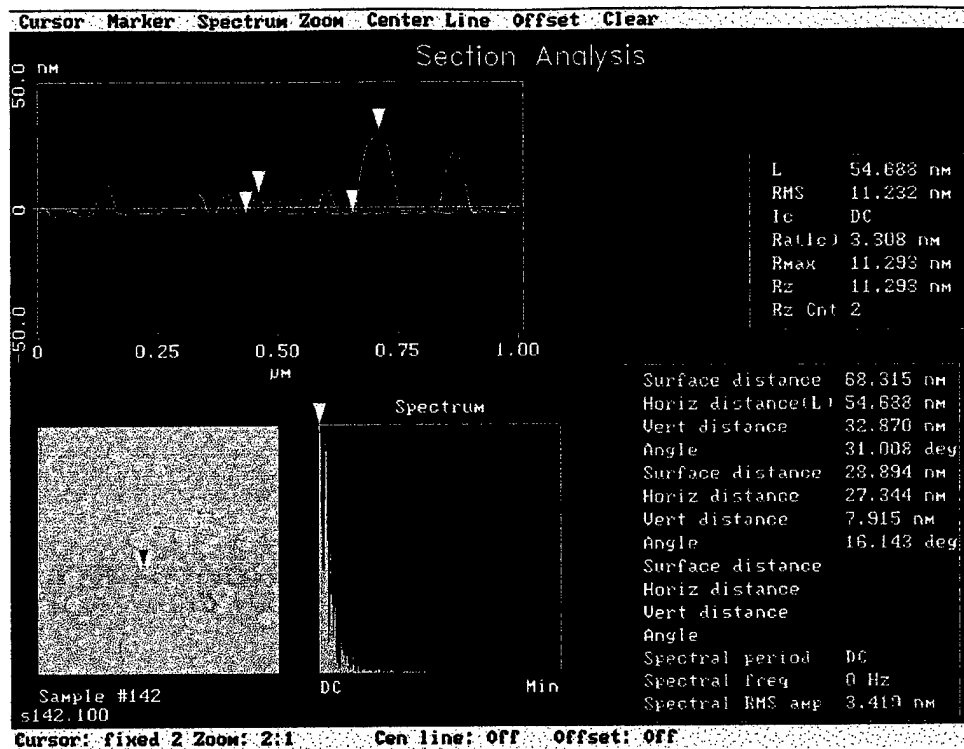 Cursor Marker Spectrum Zoom Center Line Offset Clear
Section Analysis
50.0 nM
0
-50.0
0 0.25 0.50 0.75 1.00
µM
L 54.688 nM
RMS 11.232 nM
lc DC
Ra(lc) 3.308 nM
Rmax 11.293 nM
Rz 11.293 nM
Rz Cnt 2
Surface distance 68.315 nM
Horiz distance(L) 54.688 nM
Vert distance 32.870 nM
Angle 31.008 deg
Surface distance 28.894 nM
Horiz distance 27.344 nM
Vert distance 7.915 nM
Angle 16.143 deg
Surface distance
Horiz distance
Vert distance
Angle
Spectral period DC
Spectral freq 0 Hz
Spectral RMS amp 3.419 nM
Spectrum
DC Min
Sample #142
s142.100
Cursor: fixed 2 Zoom: 2:1 Cen line: Off Offset: Off